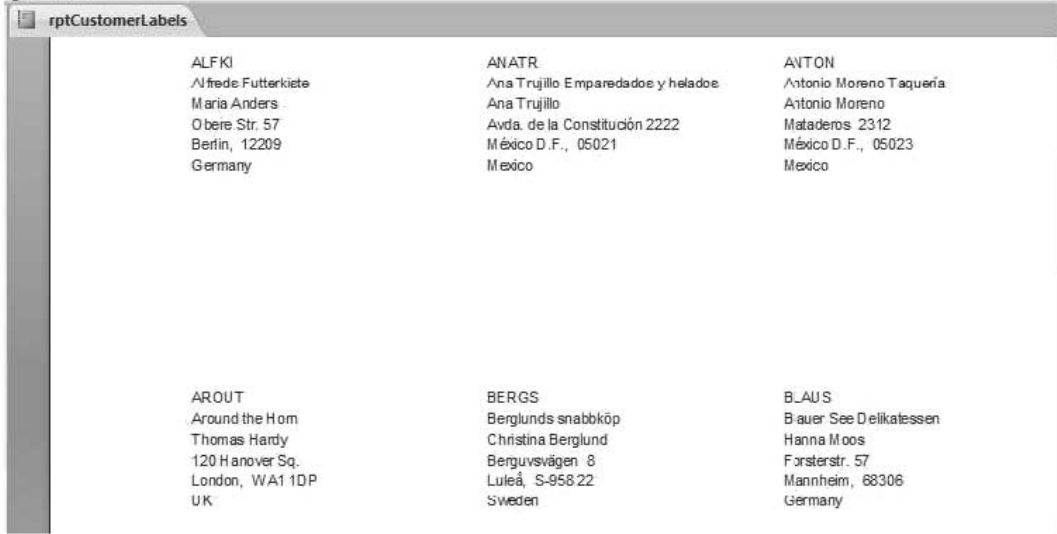 rptCustomerLabels
ALFKI
Alfreds Futterkiste
Maria Anders
Obere Str. 57
Berlin, 12209
Germany
ANATR
Ana Trujillo Emparedados y helados
Ana Trujillo
Avda. de la Constitución 2222
México D.F., 05021
Mexico
ANTON
Antonio Moreno Taquería
Antonio Moreno
Mataderos 2312
México D.F., 05023
Mexico
AROUT
Around the Horn
Thomas Hardy
120 Hanover Sq.
London, WA1 1DP
UK
BERGS
Berglunds snabbköp
Christina Berglund
Berguvsvägen 8
Luleå, S-958 22
Sweden
BLAUS
Blauer See Delikatessen
Hanna Moos
Forsterstr. 57
Mannheim, 68306
Germany